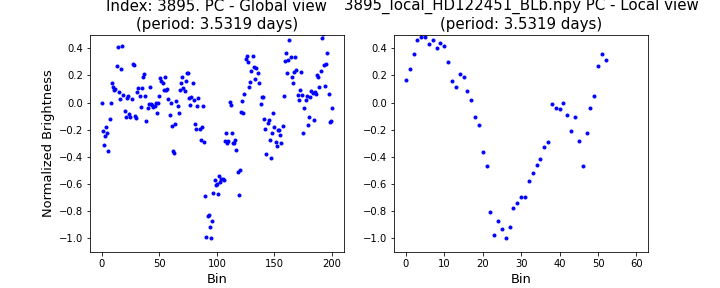 Index: 3895. PC - Global view
(period: 3.5319 days)
3895_local_HD122451_BLb.npy PC - Local view
(period: 3.5319 days)
Normalized Brightness
0.4
0.2
0.0
−0.2
−0.4
−0.6
−0.8
−1.0
0 50 100 150 200
Bin
0.4
0.2
0.0
−0.2
−0.4
−0.6
−0.8
−1.0
0 10 20 30 40 50 60
Bin